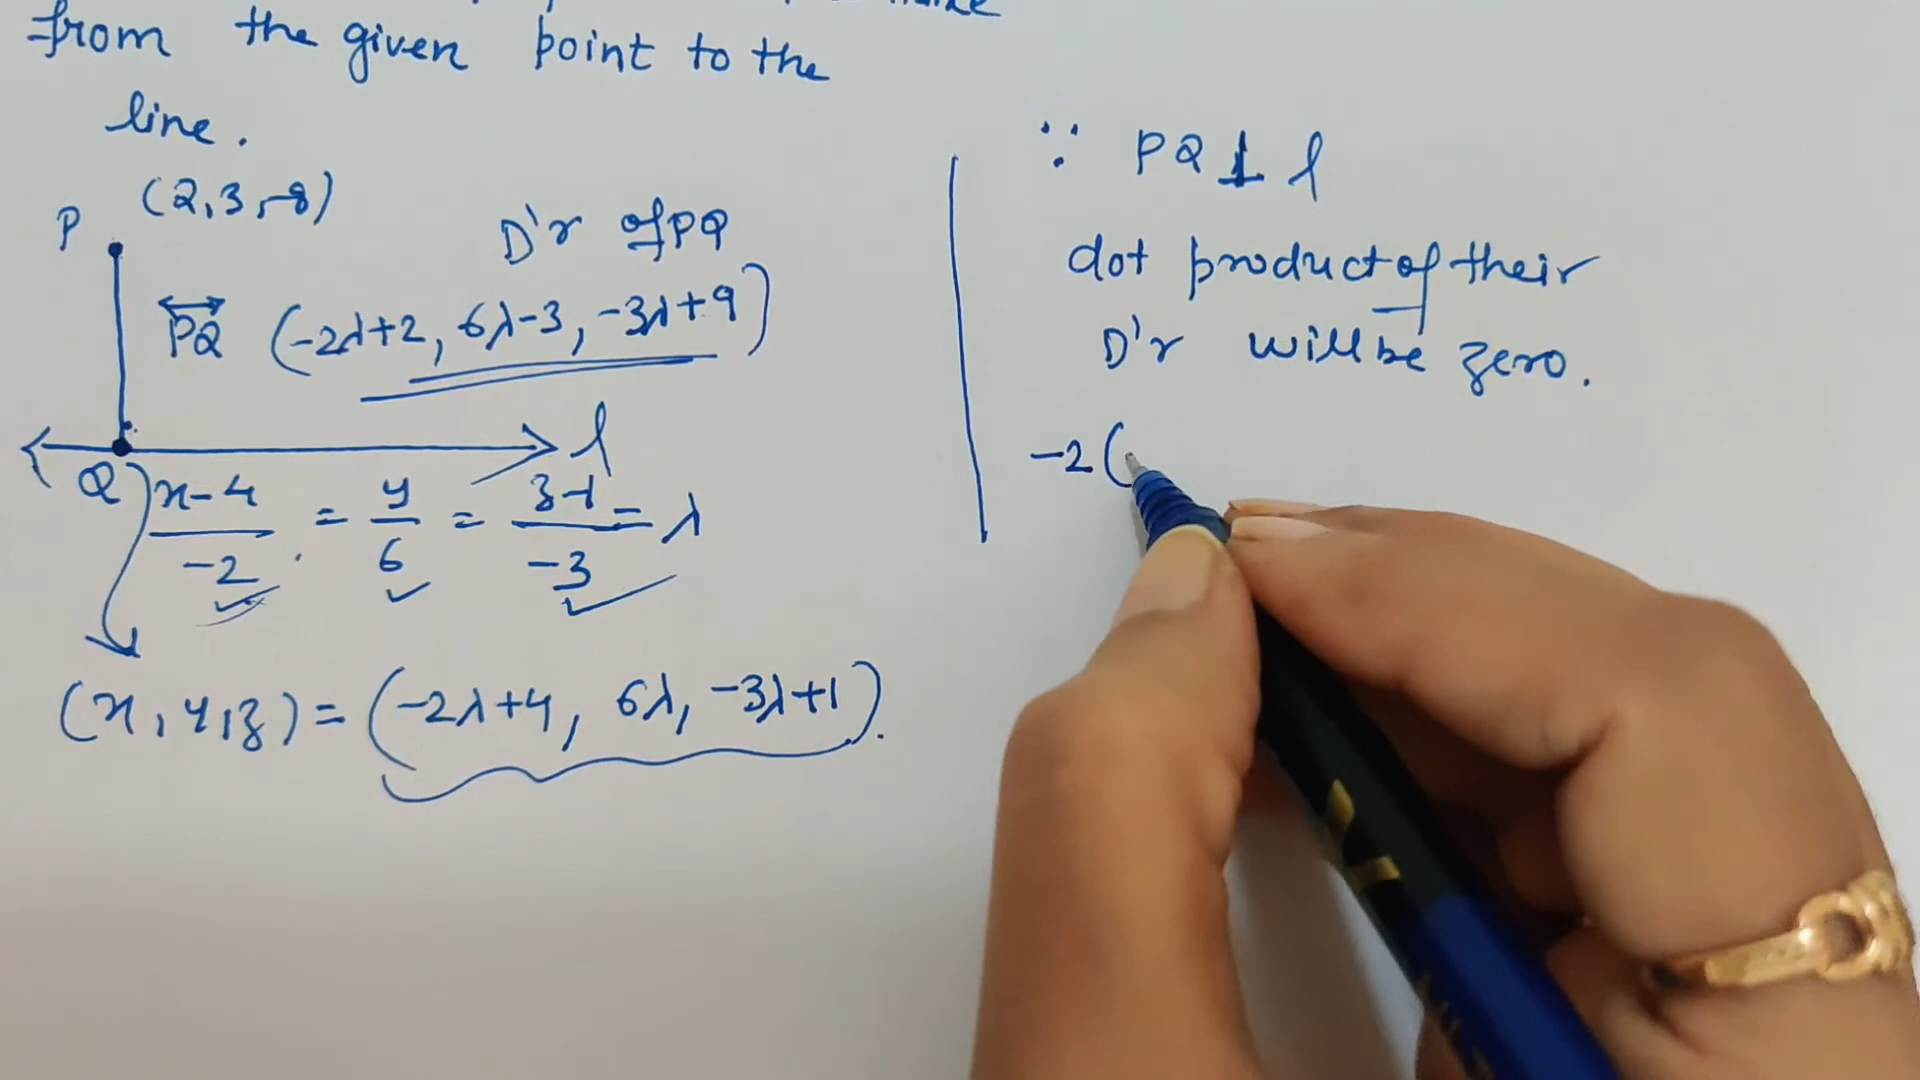 from the given point to the
line.
P (2,3,-8)
D'r of PQ
PQ (-2λ+2, 6λ-3, -3λ+9)
l
Q x-4/-2 = y/6 = z-1/-3 = λ
(x, y, z) = (-2λ+4, 6λ, -3λ+1).
∵ PQ ⊥ l
dot product of their
D'r will be zero.
-2(